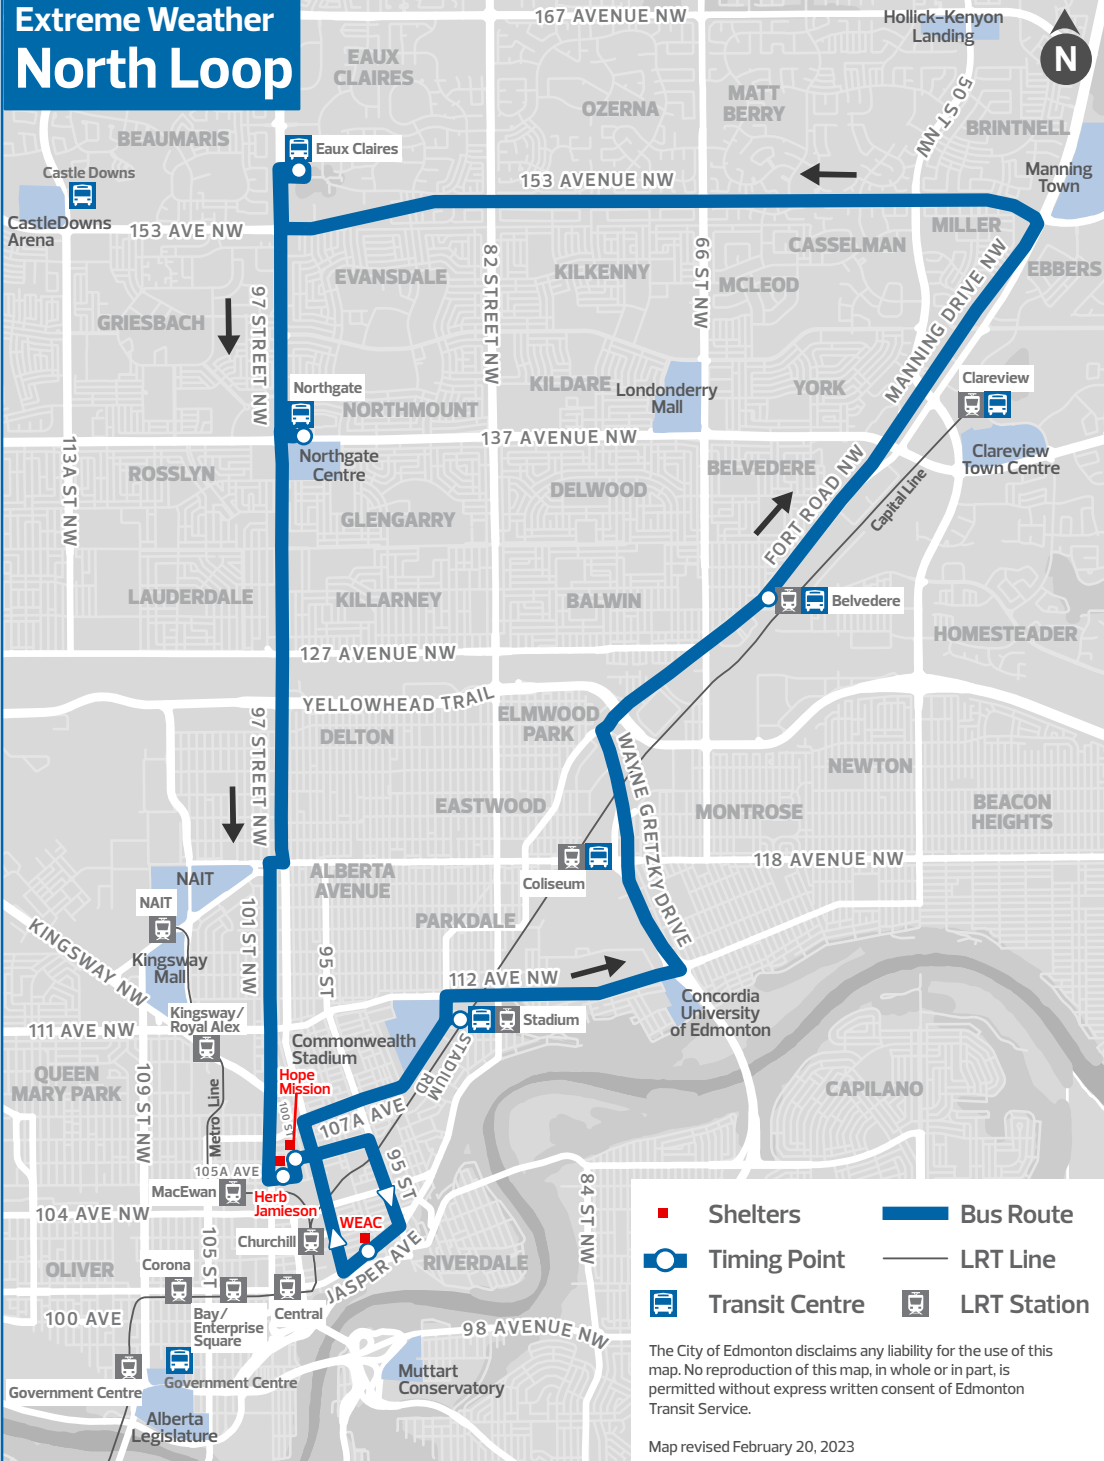 Extreme Weather
North Loop
167 AVENUE NW
Hollick-Kenyon
Landing
N
EAUX
CLAIRES
OZERNA
MATT
BERRY
50 ST NW
BRINTNELL
BEAUMARIS
Eaux Claires
Castle Downs
153 AVENUE NW
Manning
Town
CastleDowns
Arena
153 AVE NW
MILLER
CASSELMAN
EVANSDALE
82 STREET NW
KILKENNY
66 ST NW
MCLEOD
EBBERS
MANNING DRIVE NW
97 STREET NW
GRIESBACH
Northgate
KILDARE
Londonderry
Mall
YORK
Clareview
NORTHMOUNT
113A ST NW
137 AVENUE NW
Northgate
Centre
Clareview
Town Centre
ROSSLYN
BELVEDERE
DELWOOD
FORT ROAD NW
Capital Line
GLENGARRY
LAUDERDALE
KILLARNEY
BALWIN
Belvedere
HOMESTEADER
127 AVENUE NW
YELLOWHEAD TRAIL
ELMWOOD
PARK
97 STREET NW
DELTON
WAYNE GRETZKY DRIVE
NEWTON
EASTWOOD
MONTROSE
BEACON
HEIGHTS
118 AVENUE NW
NAIT
ALBERTA
AVENUE
Coliseum
NAIT
101 ST NW
PARKDALE
KINGSWAY NW
Kingsway
Mall
95 ST
112 AVE NW
Concordia
University
of Edmonton
Kingsway/
Royal Alex
111 AVE NW
Stadium
Commonwealth
Stadium
STADIUM
RD
QUEEN
MARY PARK
109 ST NW
Metro Line
Hope
Mission
100 ST
107A AVE
CAPILANO
105A AVE
95 ST
MacEwan
Herb
Jamieson
84 ST NW
104 AVE NW
WEAC
105 ST
Churchill
JASPER AVE
OLIVER
Corona
RIVERDALE
100 AVE
Bay/
Enterprise
Square
Central
98 AVENUE NW
Government Centre
Government Centre
Muttart
Conservatory
Alberta
Legislature
Shelters
Bus Route
Timing Point
LRT Line
Transit Centre
LRT Station
The City of Edmonton disclaims any liability for the use of this
map. No reproduction of this map, in whole or in part, is
permitted without express written consent of Edmonton
Transit Service.
Map revised February 20, 2023